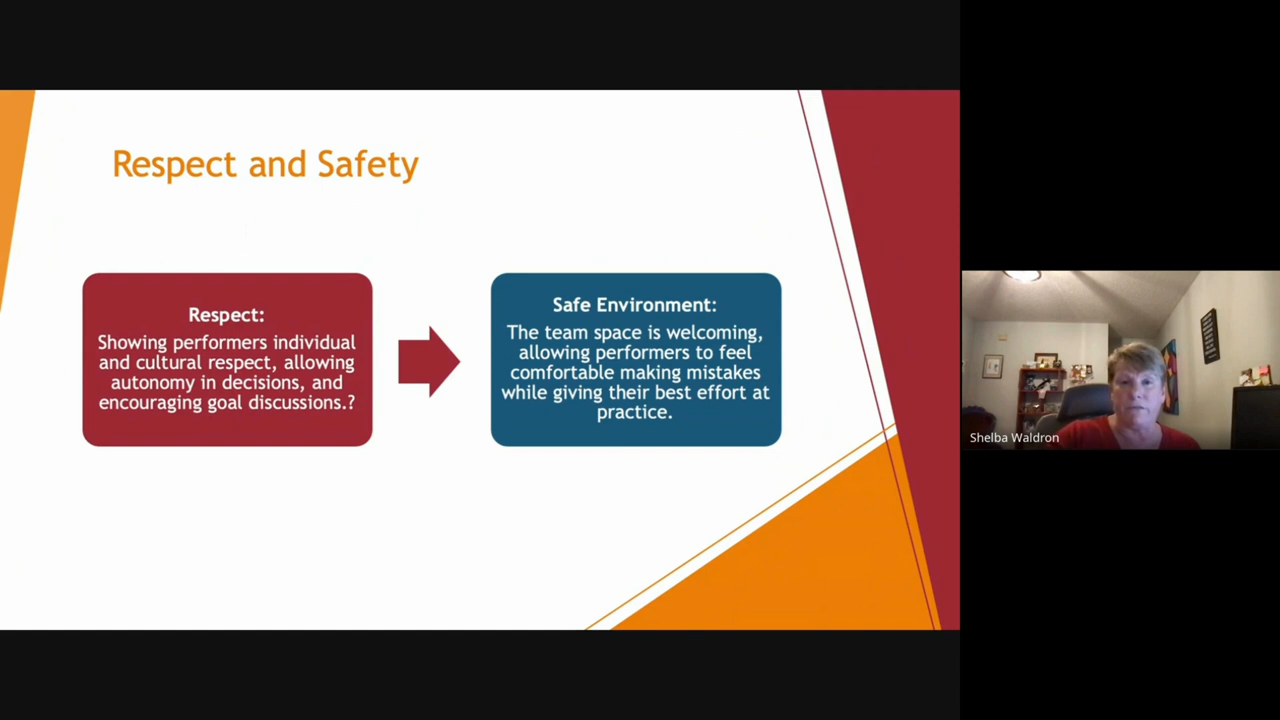 Respect and Safety
Respect:
Showing performers individual
and cultural respect, allowing
autonomy in decisions, and
encouraging goal discussions.?
Safe Environment:
The team space is welcoming,
allowing performers to feel
comfortable making mistakes
while giving their best effort at
practice.
Shelba Waldron